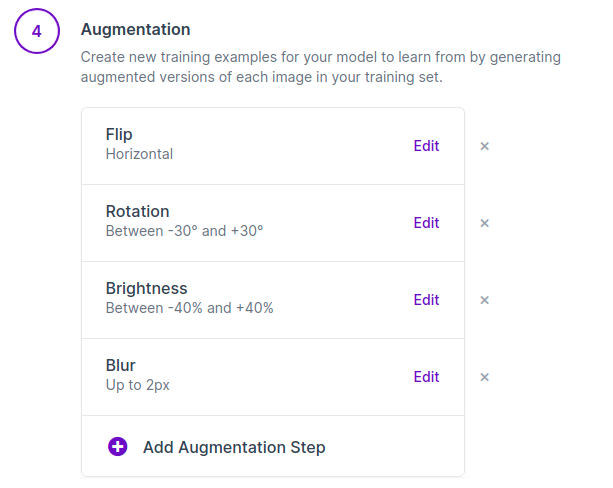 4
Augmentation
Create new training examples for your model to learn from by generating
augmented versions of each image in your training set.
Flip
Horizontal
Edit ×
Rotation
Between -30° and +30°
Edit ×
Brightness
Between -40% and +40%
Edit ×
Blur
Up to 2px
Edit ×
Add Augmentation Step